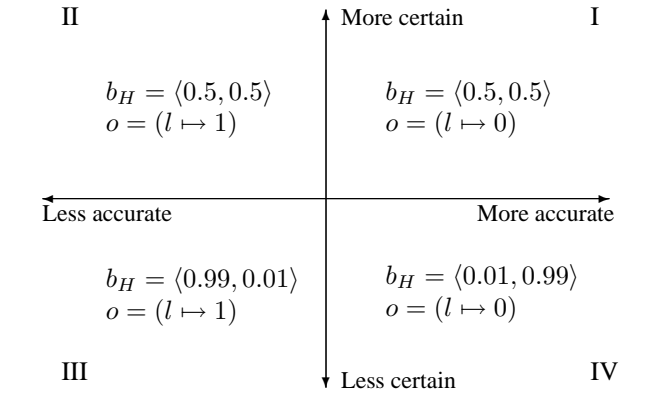 II
More certain
I
b_H = ⟨0.5, 0.5⟩
o = (l ↦ 1)
b_H = ⟨0.5, 0.5⟩
o = (l ↦ 0)
Less accurate
More accurate
b_H = ⟨0.99, 0.01⟩
o = (l ↦ 1)
b_H = ⟨0.01, 0.99⟩
o = (l ↦ 0)
III
Less certain
IV